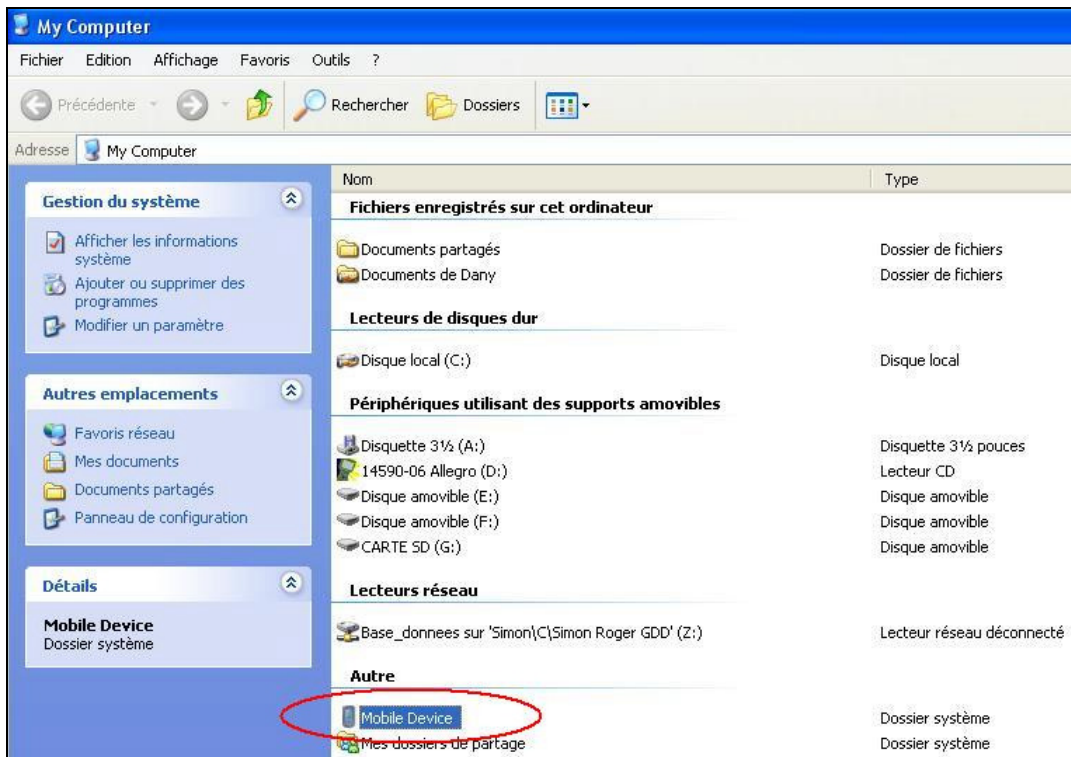 My Computer
Fichier Edition Affichage Favoris Outils ?
Précédente Rechercher Dossiers
Adresse My Computer
Gestion du système
Afficher les informations
système
Ajouter ou supprimer des
programmes
Modifier un paramètre
Autres emplacements
Favoris réseau
Mes documents
Documents partagés
Panneau de configuration
Détails
Mobile Device
Dossier système
Nom Type
Fichiers enregistrés sur cet ordinateur
Documents partagés Dossier de fichiers
Documents de Dany Dossier de fichiers
Lecteurs de disques dur
Disque local (C:) Disque local
Périphériques utilisant des supports amovibles
Disquette 3½ (A:) Disquette 3½ pouces
14590-06 Allegro (D:) Lecteur CD
Disque amovible (E:) Disque amovible
Disque amovible (F:) Disque amovible
CARTE SD (G:) Disque amovible
Lecteurs réseau
Base_donnees sur 'Simon\C\Simon Roger GDD' (Z:) Lecteur réseau déconnecté
Autre
Mobile Device Dossier système
Mes dossiers de partage Dossier système